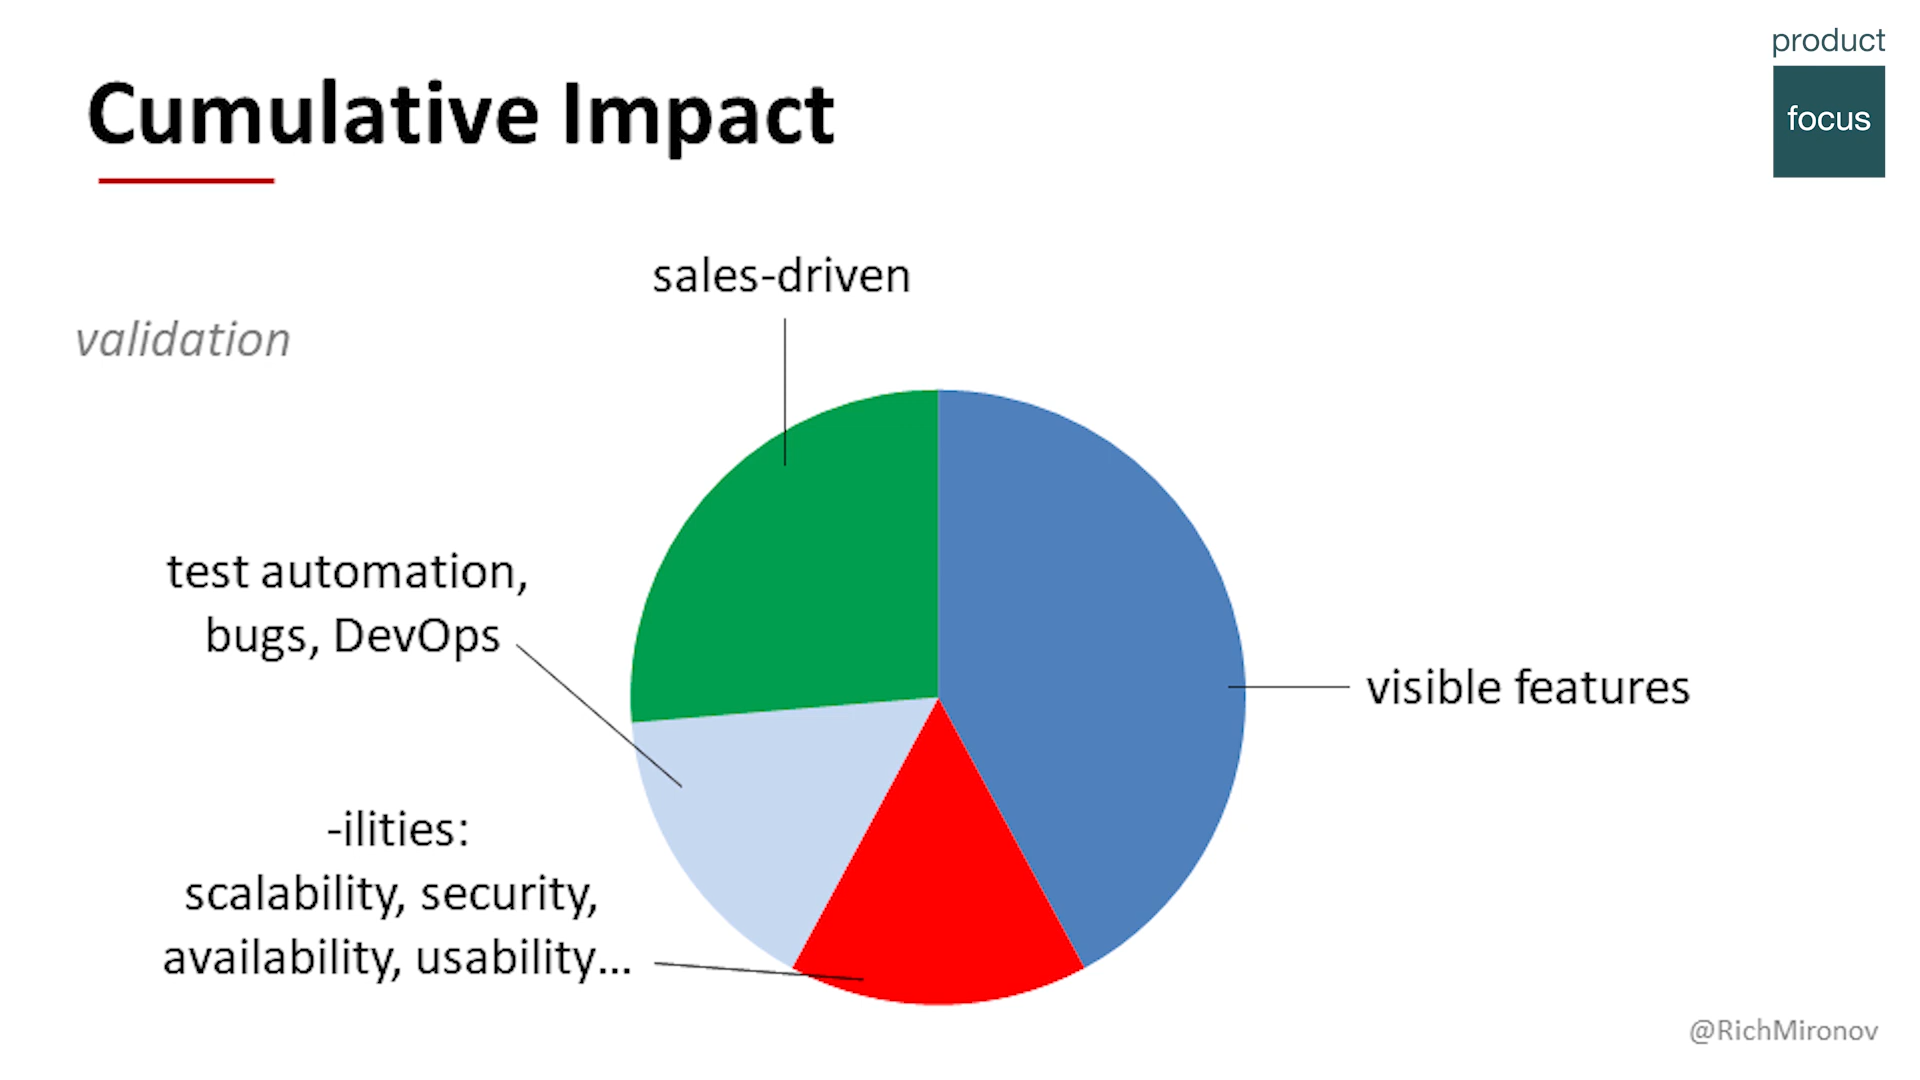 product
focus
Cumulative Impact
sales-driven
validation
test automation,
bugs, DevOps
visible features
-ilities:
scalability, security,
availability, usability...
@RichMironov